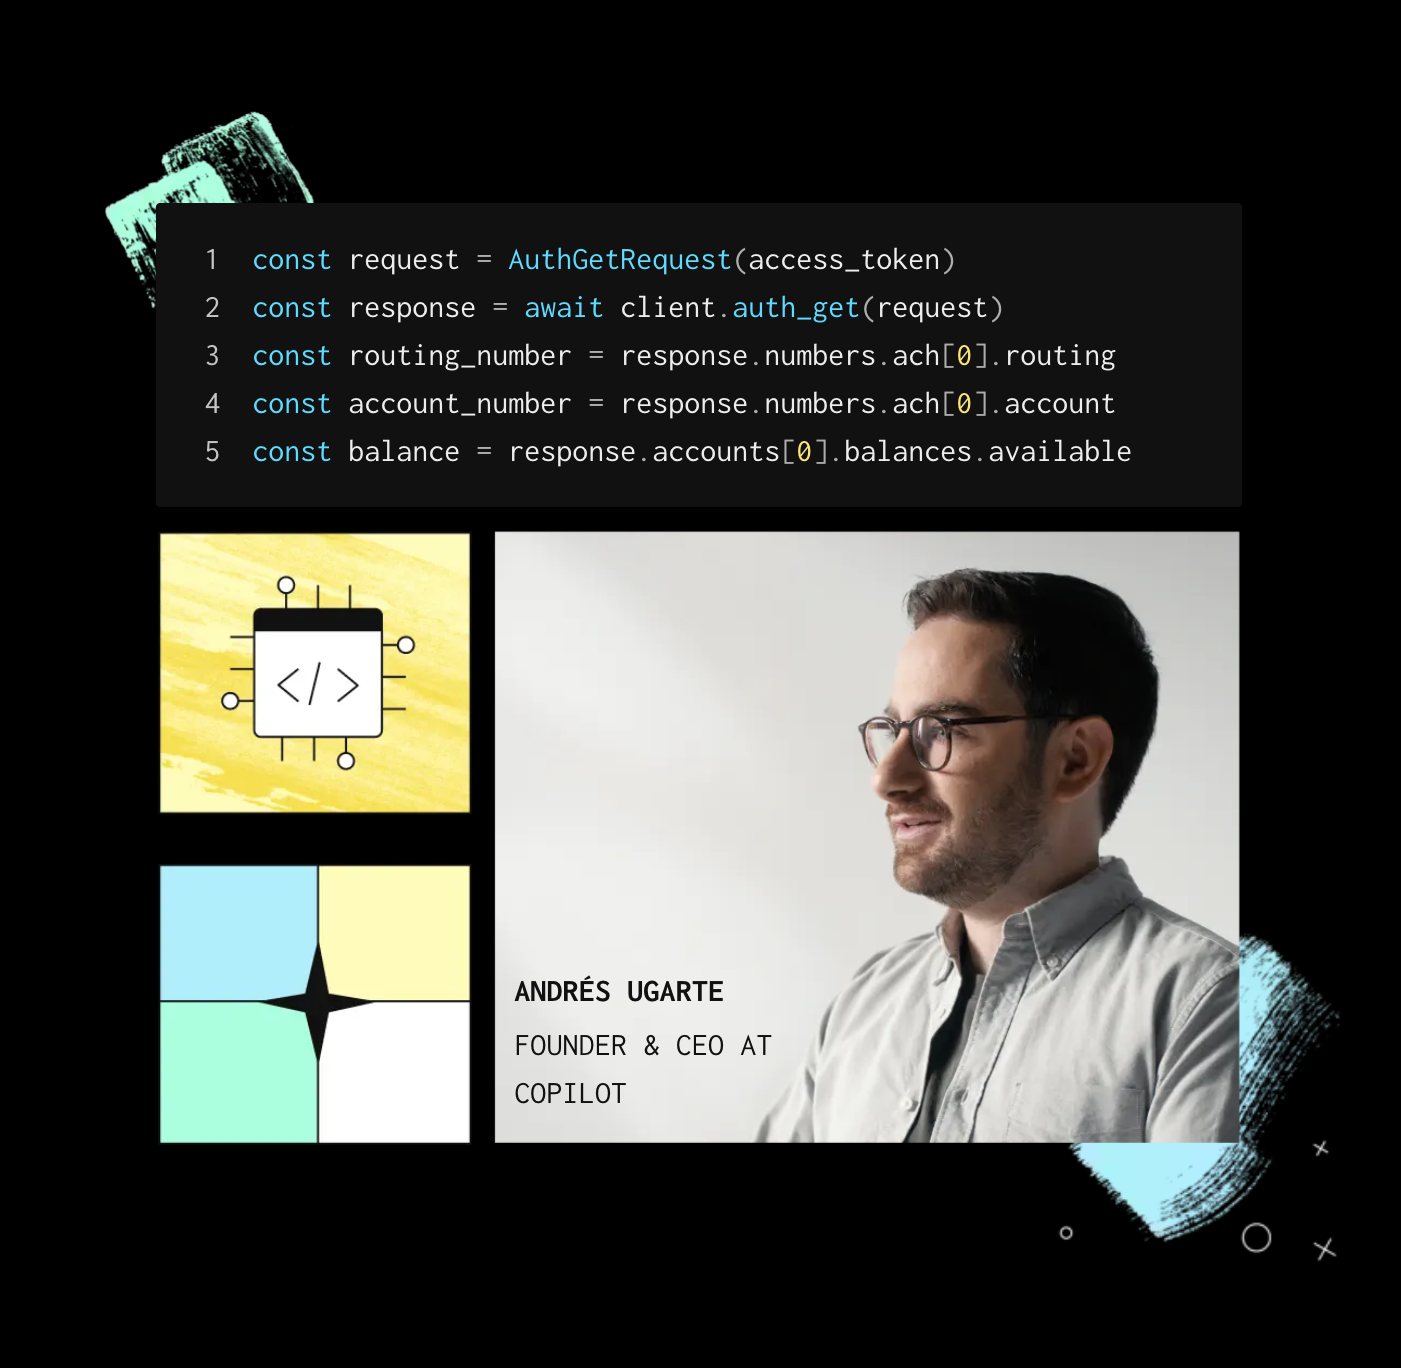 1 const request = AuthGetRequest(access_token)
2 const response = await client.auth_get(request)
3 const routing_number = response.numbers.ach[0].routing
4 const account_number = response.numbers.ach[0].account
5 const balance = response.accounts[0].balances.available
</>
ANDRÉS UGARTE
FOUNDER & CEO AT
COPILOT